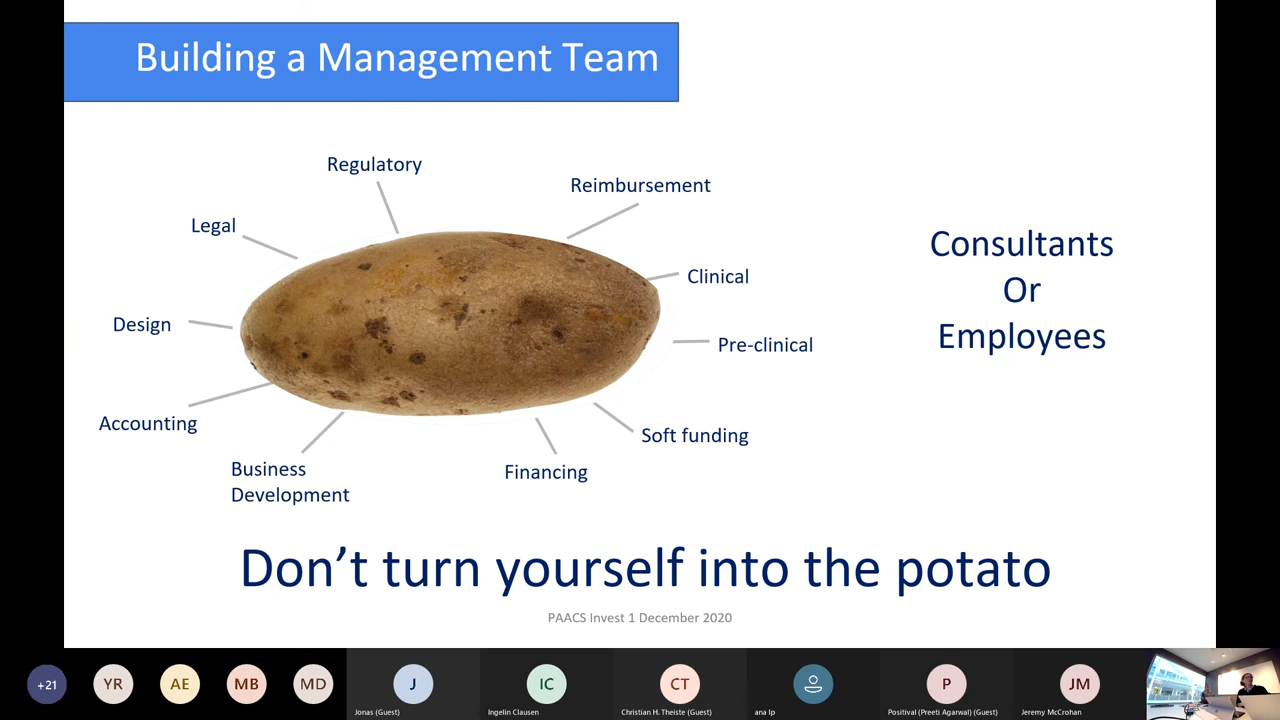 Building a Management Team
Regulatory
Reimbursement
Legal
Clinical
Design
Pre-clinical
Accounting
Soft funding
Business
Development
Financing
Consultants
Or
Employees
Don’t turn yourself into the potato
PAACS Invest 1 December 2020
+21
YR
AE
MB
MD
J
IC
CT
P
JM
Jonas (Guest)
Ingelin Clausen
Christian H. Theiste (Guest)
ana lp
Positival (Preeti Agarwal) (Guest)
Jeremy McCrohan